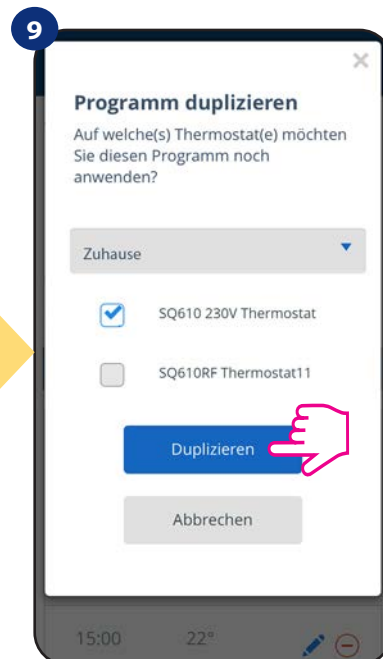 9
Programm duplizieren
Auf welche(s) Thermostat(e) möchten
Sie diesen Programm noch
anwenden?
Zuhause
SQ610 230V Thermostat
SQ610RF Thermostat11
Duplizieren
Abbrechen
15:00 22°